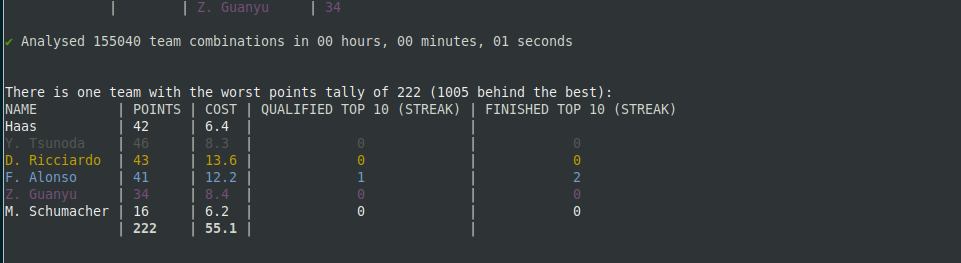 | | Z. Guanyu | 34
✔ Analysed 155040 team combinations in 00 hours, 00 minutes, 01 seconds
There is one team with the worst points tally of 222 (1005 behind the best):
NAME | POINTS | COST | QUALIFIED TOP 10 (STREAK) | FINISHED TOP 10 (STREAK)
Haas | 42 | 6.4 | |
Y. Tsunoda | 46 | 8.3 | 0 | 0
D. Ricciardo | 43 | 13.6 | 0 | 0
F. Alonso | 41 | 12.2 | 1 | 2
Z. Guanyu | 34 | 8.4 | 0 | 0
M. Schumacher | 16 | 6.2 | 0 | 0
| 222 | 55.1 | |